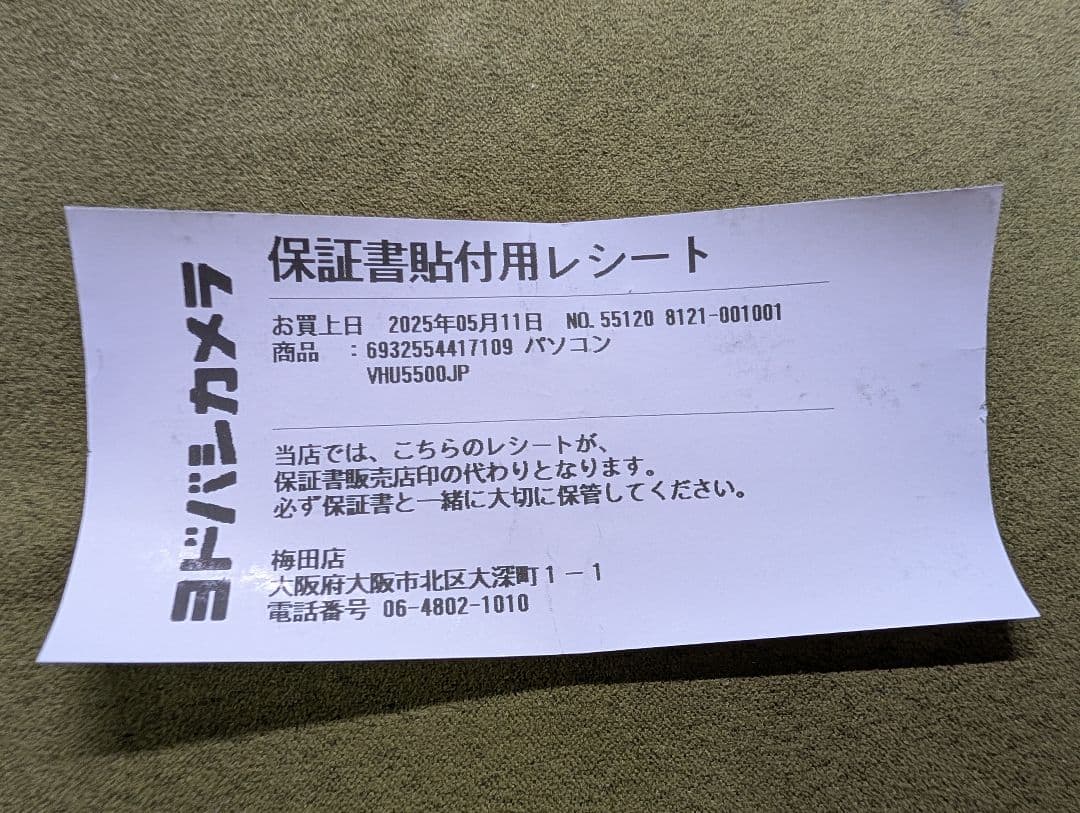 ヨドバシカメラ
保証書貼付用レシート
お買上日 2025年05月11日 NO. 55120 8121-001001
商品 :6932554417109 パソコン
VHU5500JP
当店では、こちらのレシートが、
保証書販売店印の代わりとなります。
必ず保証書と一緒に大切に保管してください。
梅田店
大阪府大阪市北区大深町1-1
電話番号 06-4802-1010